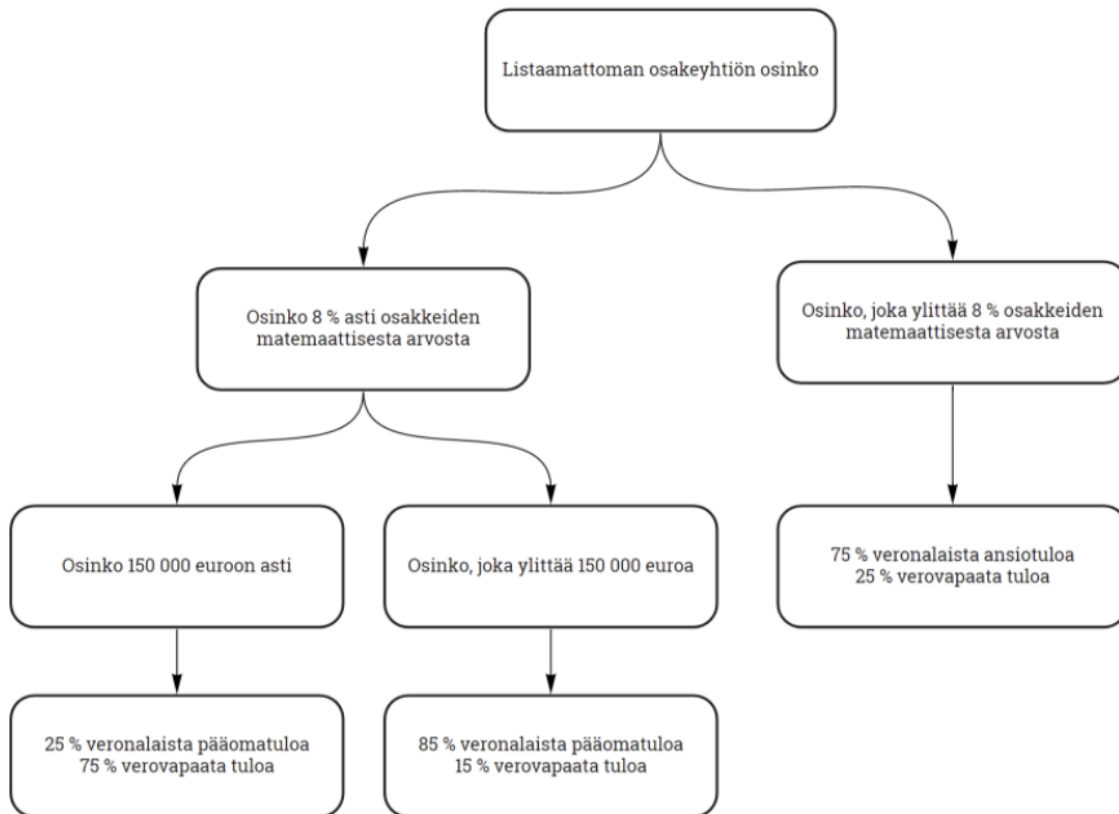 Listaamattoman osakeyhtiön osinko
Osinko 8 % asti osakkeiden
matemaattisesta arvosta
Osinko, joka ylittää 8 % osakkeiden
matemaattisesta arvosta
Osinko 150 000 euroon asti
Osinko, joka ylittää 150 000 euroa
75 % veronalaista ansiotuloa
25 % verovapaata tuloa
25 % veronalaista pääomatuloa
75 % verovapaata tuloa
85 % veronalaista pääomatuloa
15 % verovapaata tuloa